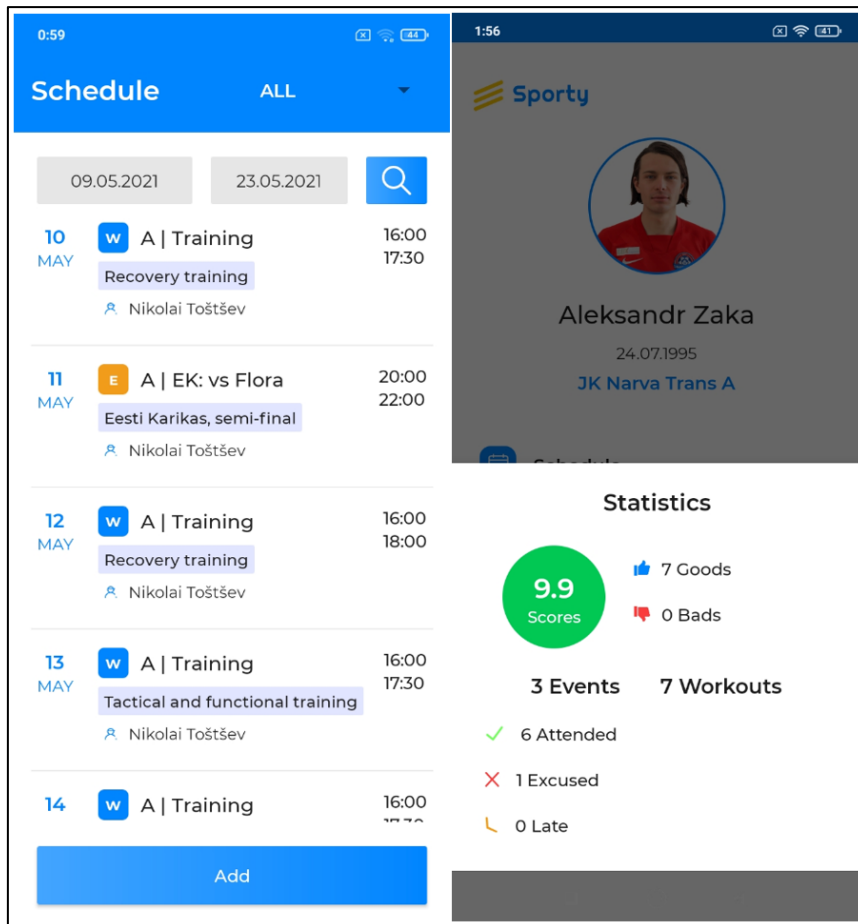 0:59
44
Schedule ALL
09.05.2021 23.05.2021
10 W A | Training 16:00
MAY 17:30
Recovery training
Nikolai Toštšev
11 E A | EK: vs Flora 20:00
MAY 22:00
Eesti Karikas, semi-final
Nikolai Toštšev
12 W A | Training 16:00
MAY 18:00
Recovery training
Nikolai Toštšev
13 W A | Training 16:00
MAY 17:30
Tactical and functional training
Nikolai Toštšev
14 W A | Training 16:00
Add
1:56
41
Sporty
Aleksandr Zaka
24.07.1995
JK Narva Trans A
Schedule
Statistics
9.9
Scores
7 Goods
0 Bads
3 Events 7 Workouts
6 Attended
1 Excused
0 Late